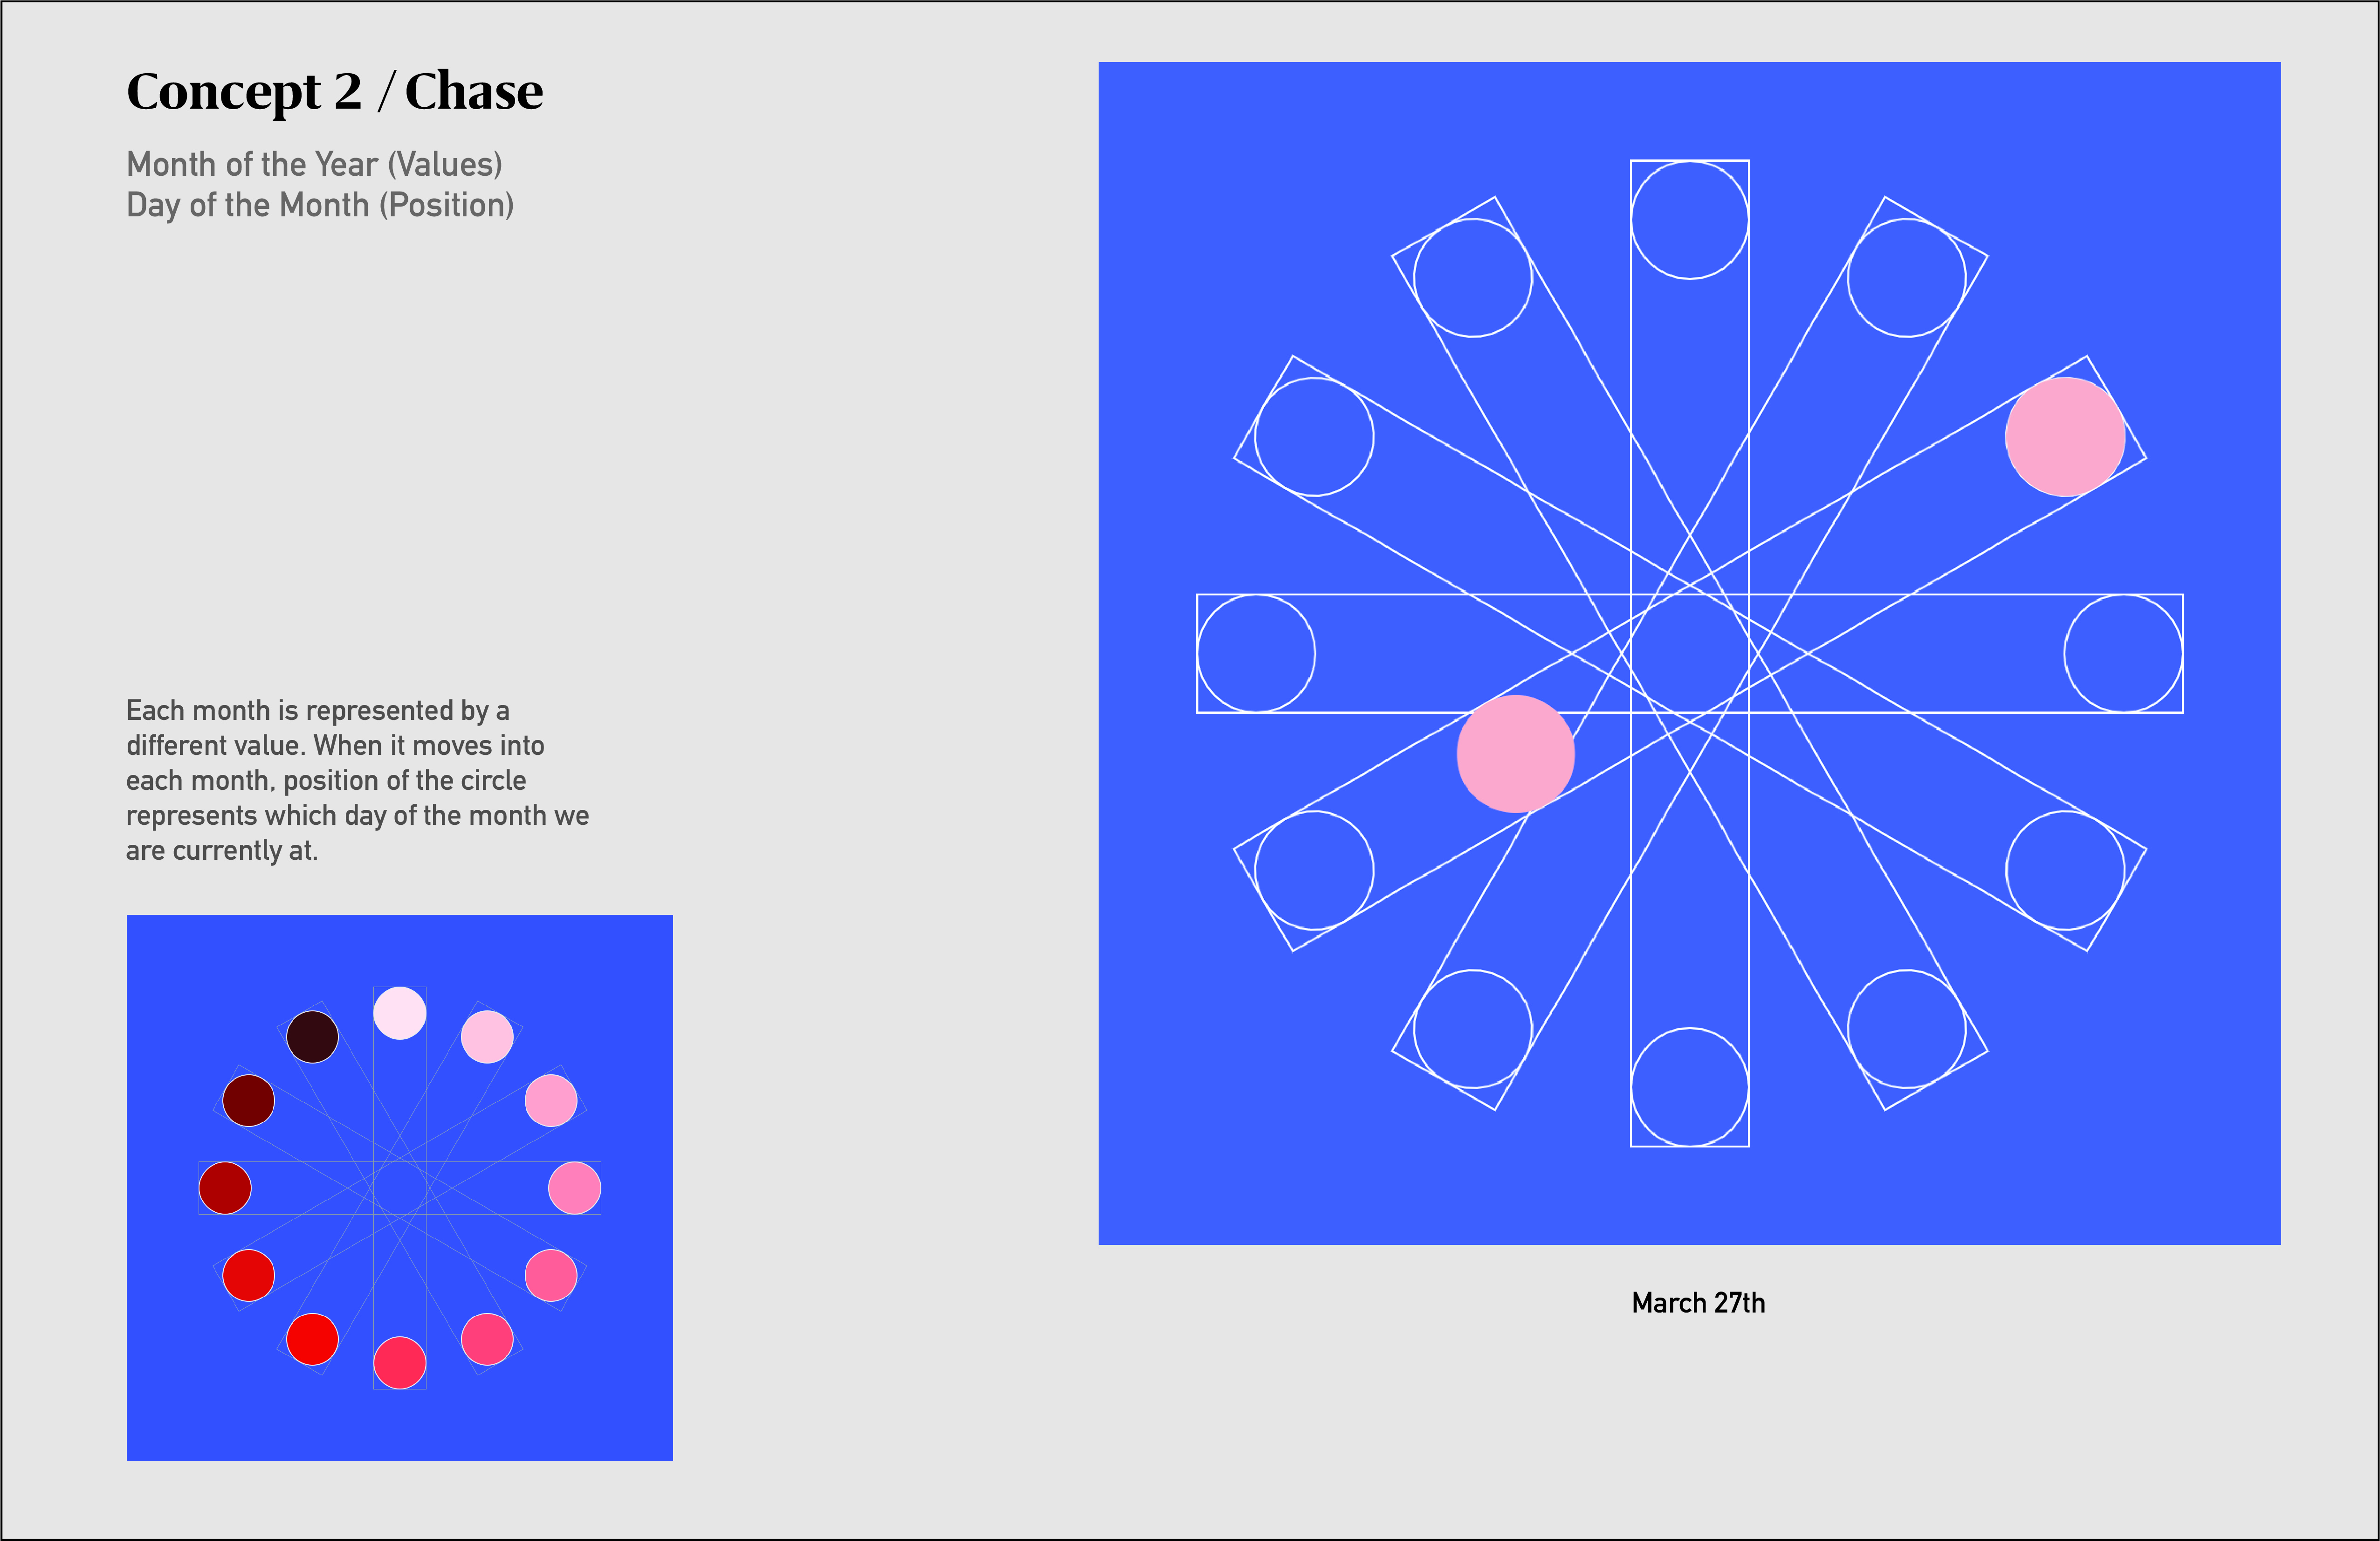 Concept 2 / Chase
Month of the Year (Values)
Day of the Month (Position)
Each month is represented by a
different value. When it moves into
each month, position of the circle
represents which day of the month we
are currently at.
March 27th